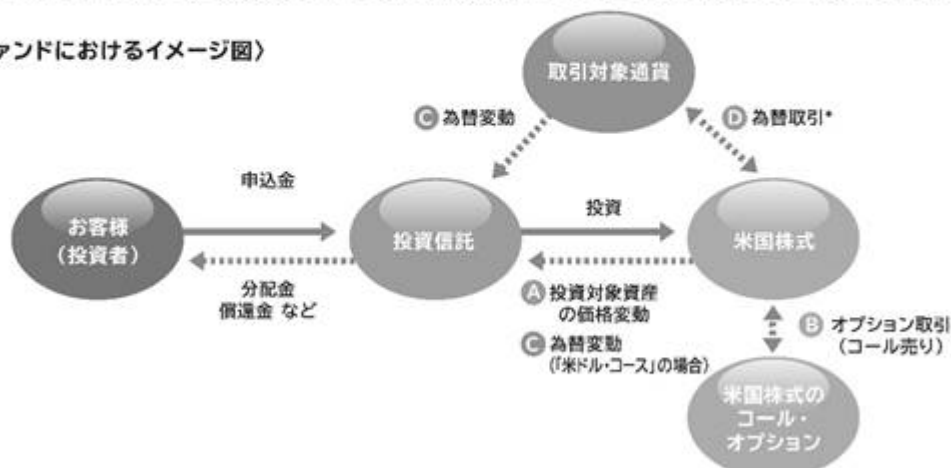 ァンドにおけるイメージ図〉
取引対象通貨
C 為替変動
D 為替取引*
申込金
投資
お客様
(投資者)
投資信託
米国株式
分配金
償還金 など
A 投資対象資産
の価格変動
C 為替変動
(「米ドル・コース」の場合)
B オプション取引
(コール売り)
米国株式の
コール・
オプション